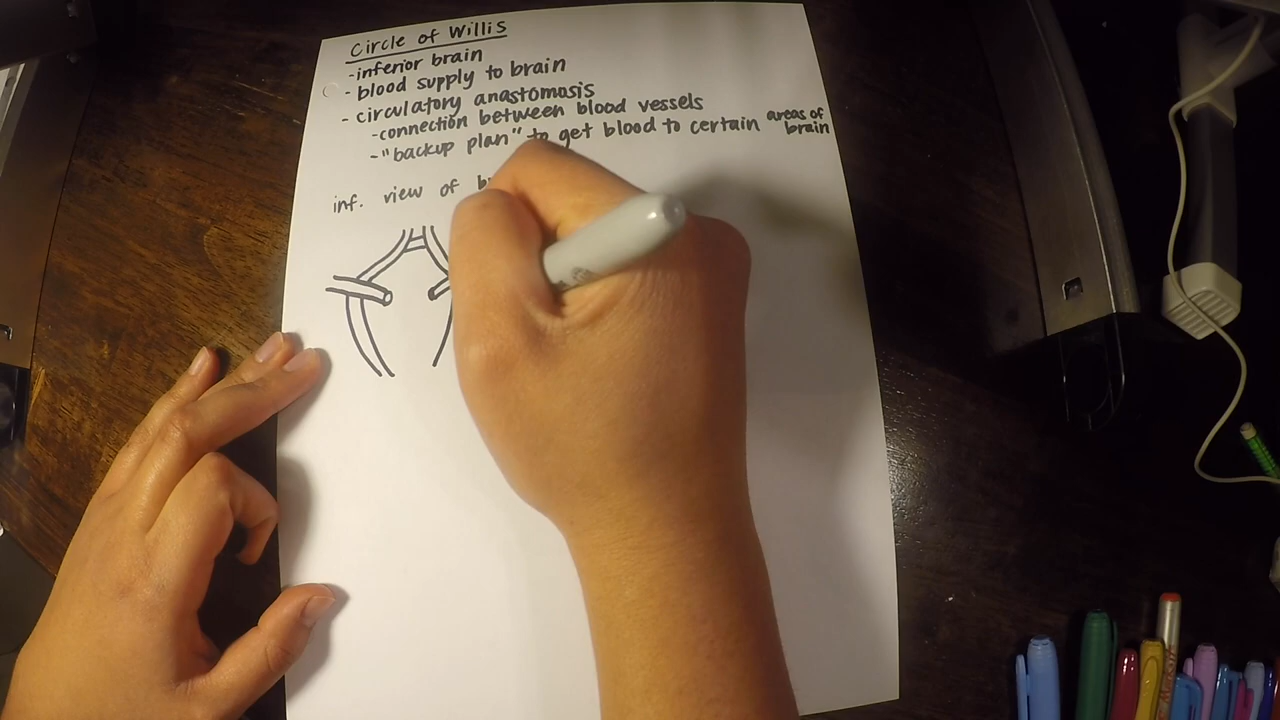 Circle of Willis
-inferior brain
- blood supply to brain
- circulatory anastomosis
-connection between blood vessels
-"backup plan" to get blood to certain areas of brain
inf. view of